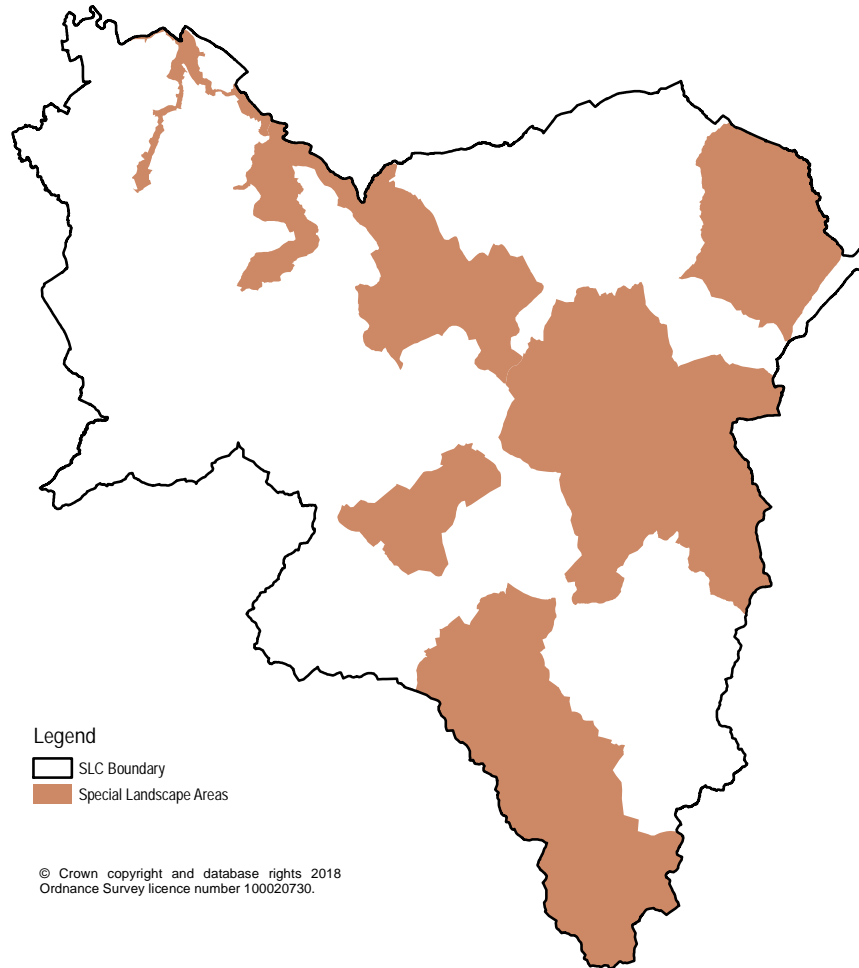 Legend
SLC Boundary
Special Landscape Areas
© Crown copyright and database rights 2018
Ordnance Survey licence number 100020730.